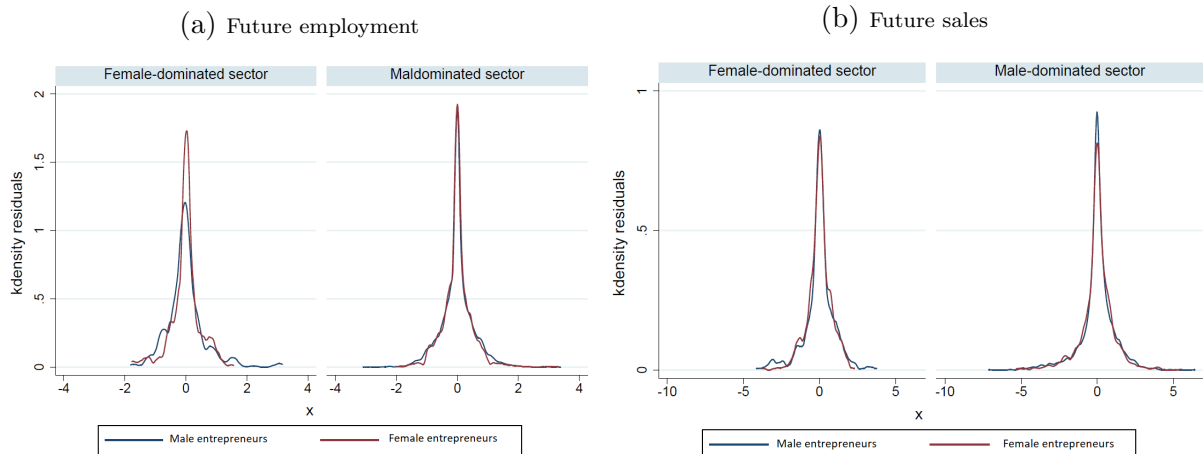 (a) Future employment
Female-dominated sector
Maldominated sector
kdensity residuals
2
1.5
1
.5
0
-4
-2
0
2
4
-4
-2
0
2
4
x
Male entrepreneurs
Female entrepreneurs
(b) Future sales
Female-dominated sector
Male-dominated sector
kdensity residuals
1
.5
0
-10
-5
0
5
-10
-5
0
5
x
Male entrepreneurs
Female entrepreneurs